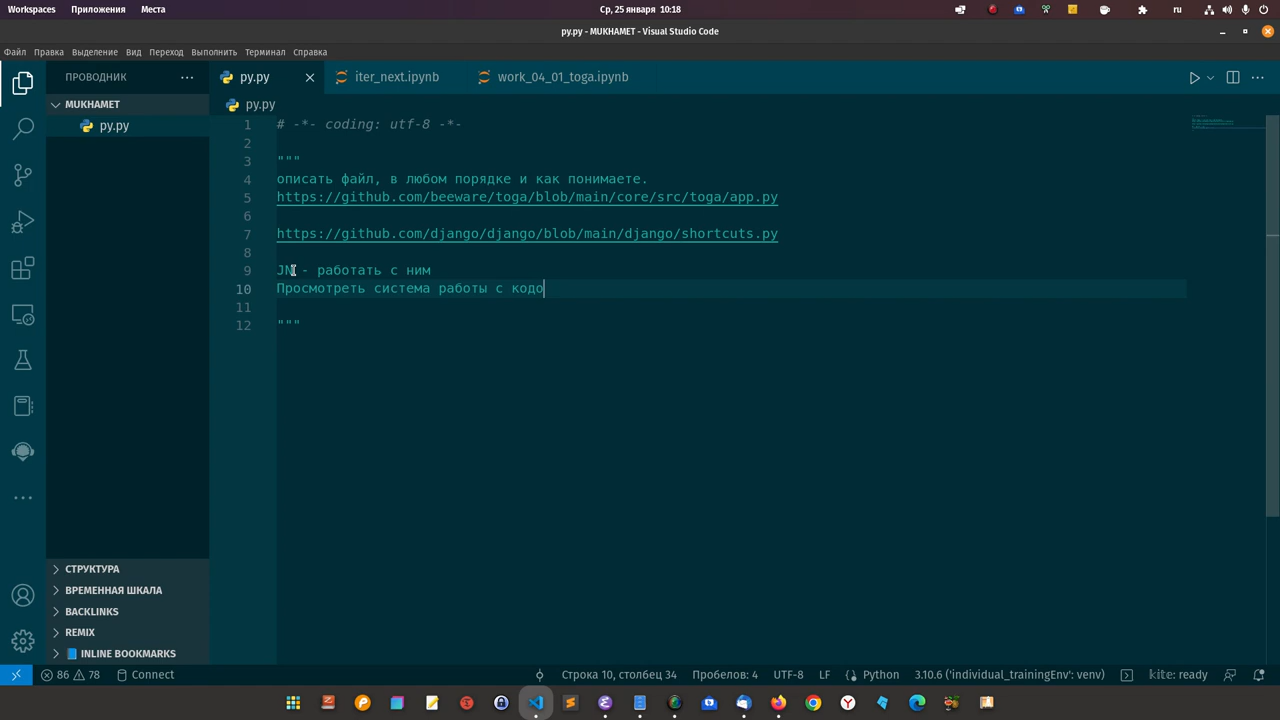 Workspaces Приложения Места Ср, 25 января 10:18 ru
py.py - MUKHAMET - Visual Studio Code
Файл Правка Выделение Вид Переход Выполнить Терминал Справка
ПРОВОДНИК
py.py iter_next.ipynb work_04_01_toga.ipynb
MUKHAMET
py.py
py.py
1 # -*- coding: utf-8 -*-
2
3 """
4 описать файл, в любом порядке и как понимаете.
5 https://github.com/beeware/toga/blob/main/core/src/toga/app.py
6
7 https://github.com/django/django/blob/main/django/shortcuts.py
8
9 JN - работать с ним
10 Просмотреть система работы с кодо
11
12 """
СТРУКТУРА
ВРЕМЕННАЯ ШКАЛА
BACKLINKS
REMIX
INLINE BOOKMARKS
86 78 Connect Строка 10, столбец 34 Пробелов: 4 UTF-8 LF Python 3.10.6 ('individual_trainingEnv': venv) kite: ready